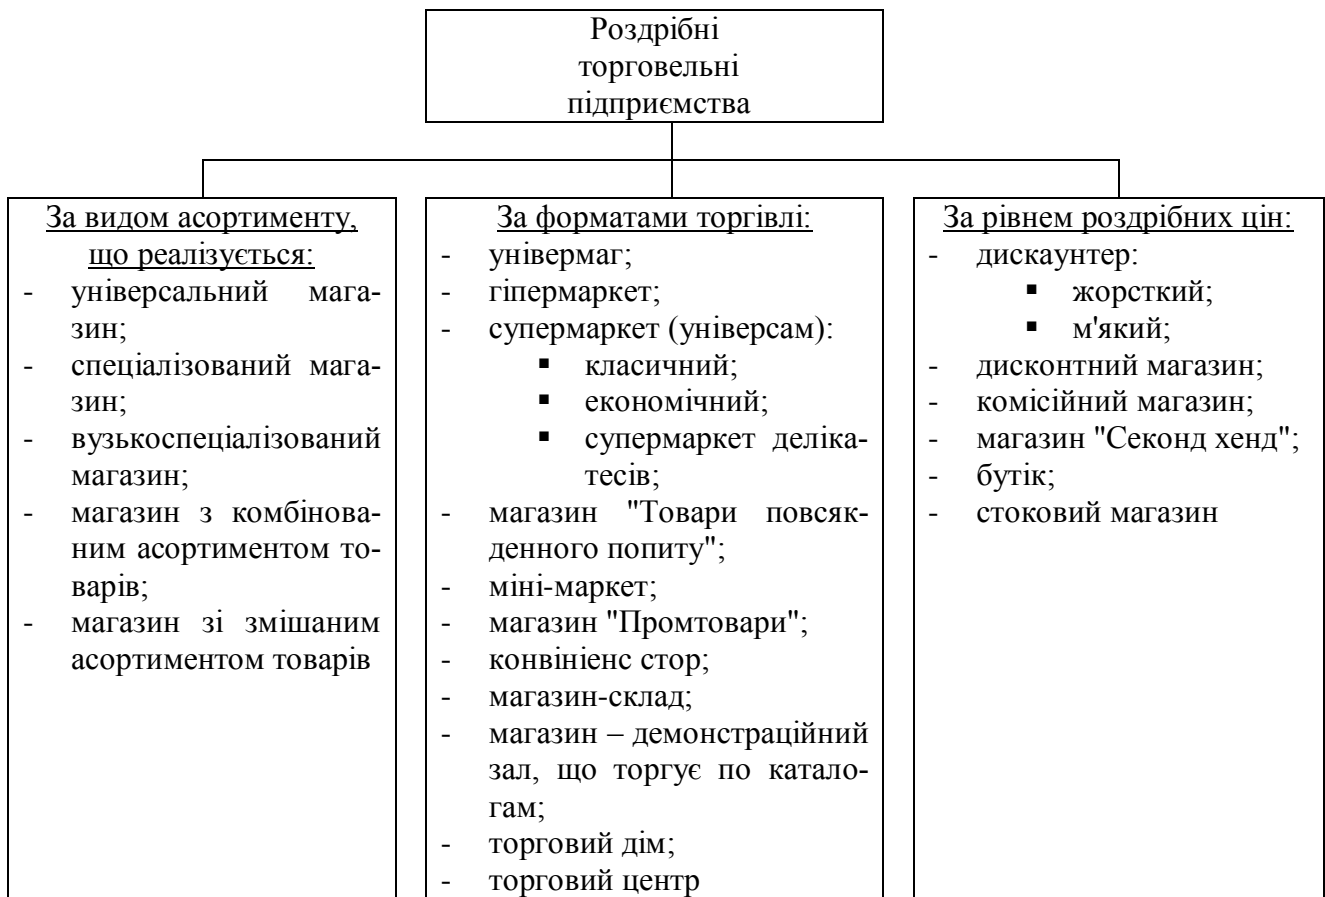 Роздрібні
торговельні
підприємства
За видом асортименту,
що реалізується:
- універсальний мага-
зин;
- спеціалізований мага-
зин;
- вузькоспеціалізований
магазин;
- магазин з комбінова-
ним асортиментом то-
варів;
- магазин зі змішаним
асортиментом товарів
За форматами торгівлі:
- універмаг;
- гіпермаркет;
- супермаркет (універсам):
▪ класичний;
▪ економічний;
▪ супермаркет деліка-
тесів;
- магазин "Товари повсяк-
денного попиту";
- міні-маркет;
- магазин "Промтовари";
- конвінієнс стор;
- магазин-склад;
- магазин – демонстраційний
зал, що торгує по катало-
гам;
- торговий дім;
- торговий центр
За рівнем роздрібних цін:
- дискаунтер:
▪ жорсткий;
▪ м'який;
- дисконтний магазин;
- комісійний магазин;
- магазин "Секонд хенд";
- бутік;
- стоковий магазин